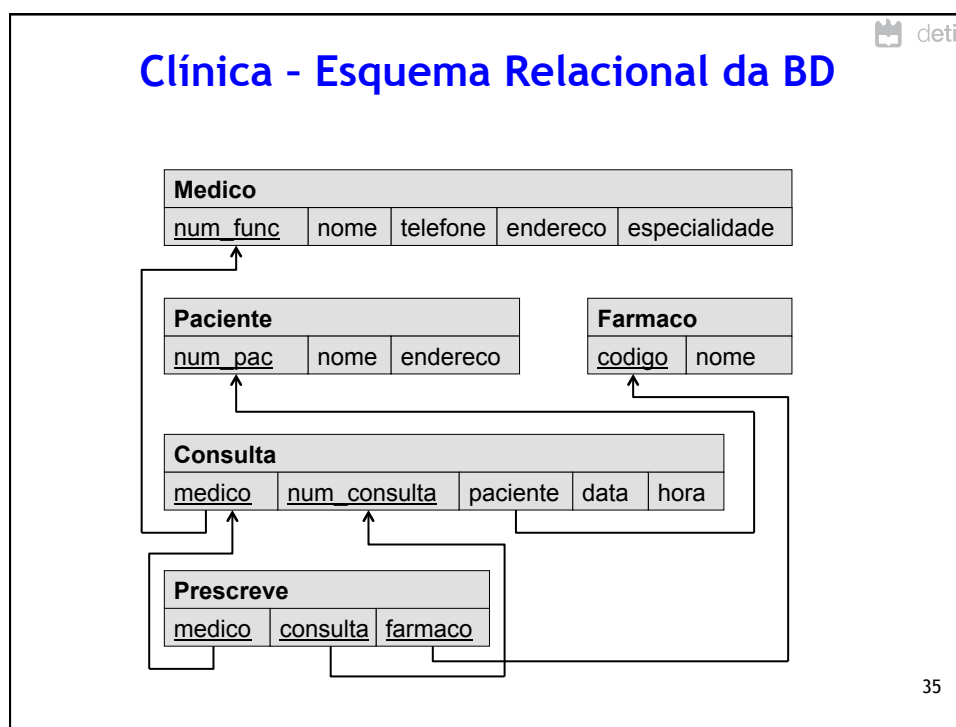 deti
Clínica - Esquema Relacional da BD
Medico
num_func nome telefone endereco especialidade
Paciente
num_pac nome endereco
Farmaco
codigo nome
Consulta
medico num_consulta paciente data hora
Prescreve
medico consulta farmaco
35